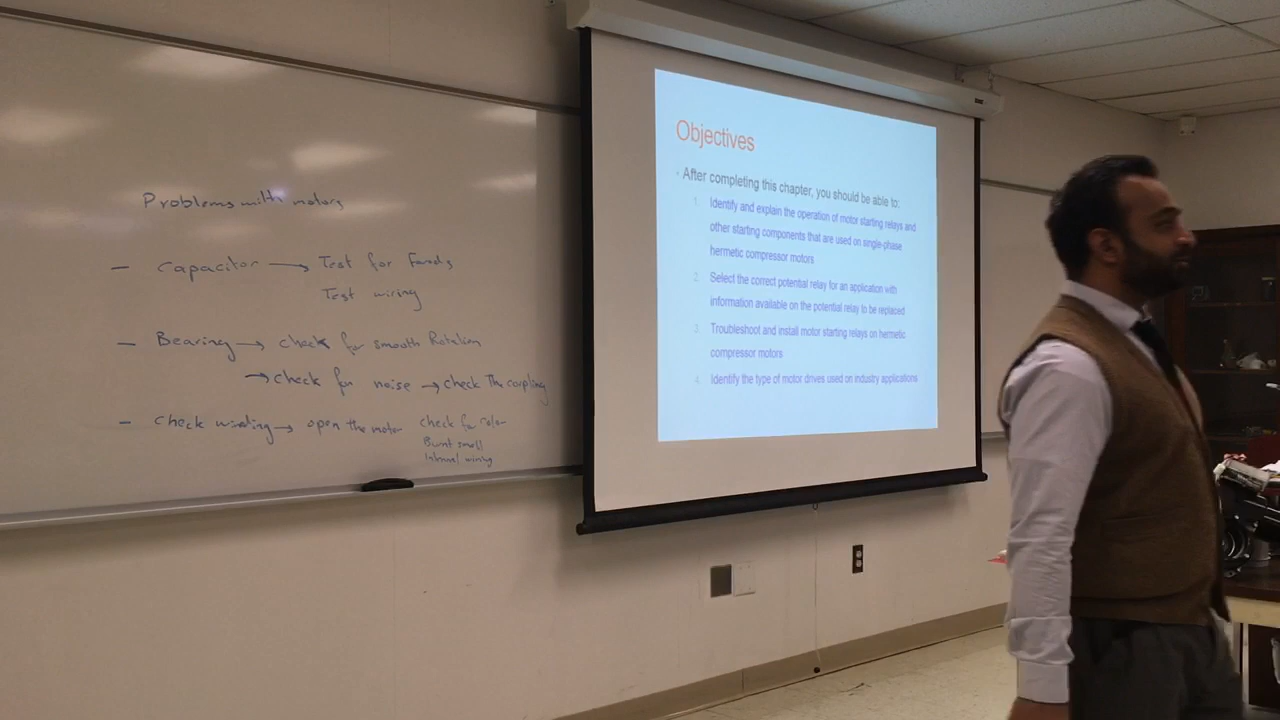 Problems with motors
- Capacitor → Test for Farads
Test wiring
- Bearing → check for smooth Rotation
→ check for noise → check The coupling
- check winding → open the motor check for color
Burnt smell
Internal wiring
Objectives
• After completing this chapter, you should be able to:
1. Identify and explain the operation of motor starting relays and
other starting components that are used on single-phase
hermetic compressor motors
2. Select the correct potential relay for an application with
information available on the potential relay to be replaced
3. Troubleshoot and install motor starting relays on hermetic
compressor motors
4. Identify the type of motor drives used on industry applications